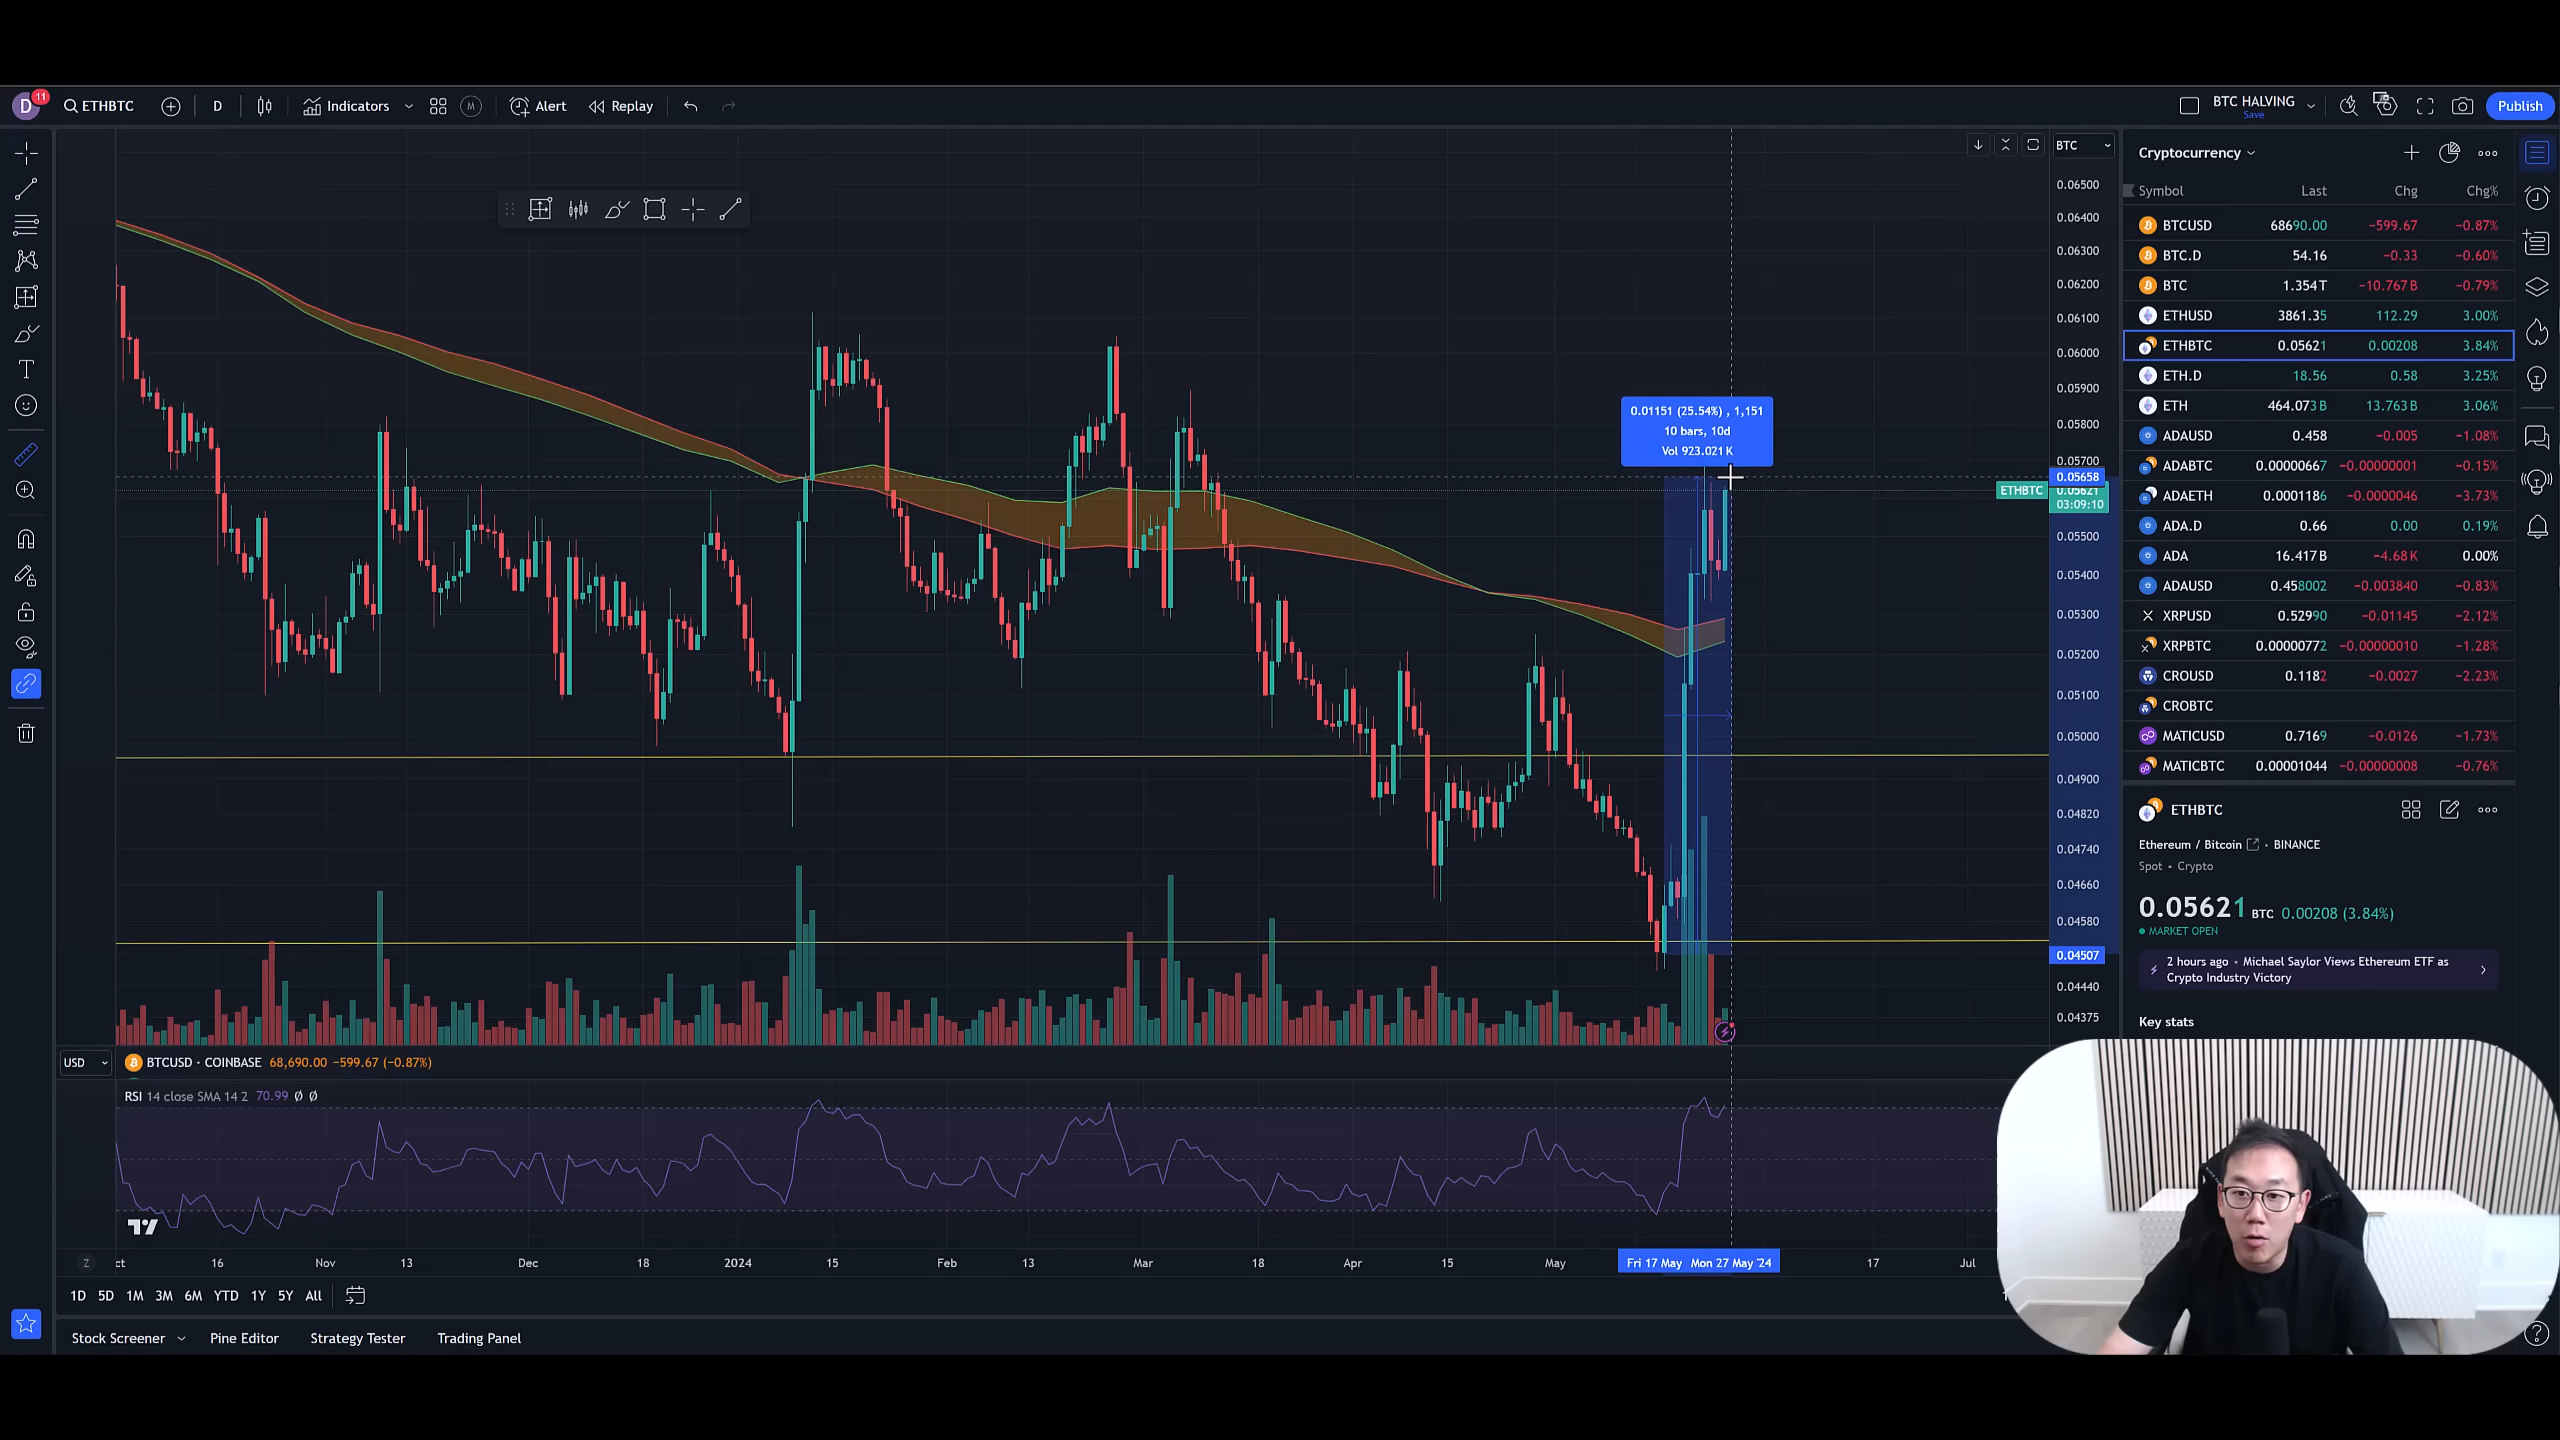 D 11 ETHBTC D Indicators M Alert Replay BTC HALVING Save Publish
BTC
0.06500
0.06400
0.06300
0.06200
0.06100
0.06000
0.05900
0.05800
0.05700
0.05658
ETHBTC 0.05621
03:09:10
0.05500
0.05400
0.05300
0.05200
0.05100
0.05000
0.04900
0.04820
0.04740
0.04660
0.04580
0.04507
0.04440
0.04375
0.01151 (25.54%) , 1,151
10 bars, 10d
Vol 923.021 K
USD BTCUSD · COINBASE 68,690.00 −599.67 (−0.87%)
RSI 14 close SMA 14 2 70.99 Ø Ø
Z ct 16 Nov 13 Dec 18 2024 15 Feb 13 Mar 18 Apr 15 May Fri 17 May Mon 27 May '24 17 Jul
1D 5D 1M 3M 6M YTD 1Y 5Y All
Stock Screener Pine Editor Strategy Tester Trading Panel
Cryptocurrency
Symbol Last Chg Chg%
BTCUSD 68690.00 −599.67 −0.87%
BTC.D 54.16 −0.33 −0.60%
BTC 1.354T −10.767 B −0.79%
ETHUSD 3861.35 112.29 3.00%
ETHBTC 0.05621 0.00208 3.84%
ETH.D 18.56 0.58 3.25%
ETH 464.073 B 13.763 B 3.06%
ADAUSD 0.458 −0.005 −1.08%
ADABTC 0.00000667 −0.00000001 −0.15%
ADAETH 0.0001186 −0.0000046 −3.73%
ADA.D 0.66 0.00 0.19%
ADA 16.417 B −4.68 K 0.00%
ADAUSD 0.458002 −0.003840 −0.83%
XRPUSD 0.52990 −0.01145 −2.12%
XRPBTC 0.00000772 −0.00000010 −1.28%
CROUSD 0.1182 −0.0027 −2.23%
CROBTC
MATICUSD 0.7169 −0.0126 −1.73%
MATICBTC 0.00001044 −0.00000008 −0.76%
ETHBTC
Ethereum / Bitcoin • BINANCE
Spot • Crypto
0.05621 BTC 0.00208 (3.84%)
MARKET OPEN
2 hours ago • Michael Saylor Views Ethereum ETF as
Crypto Industry Victory
Key stats